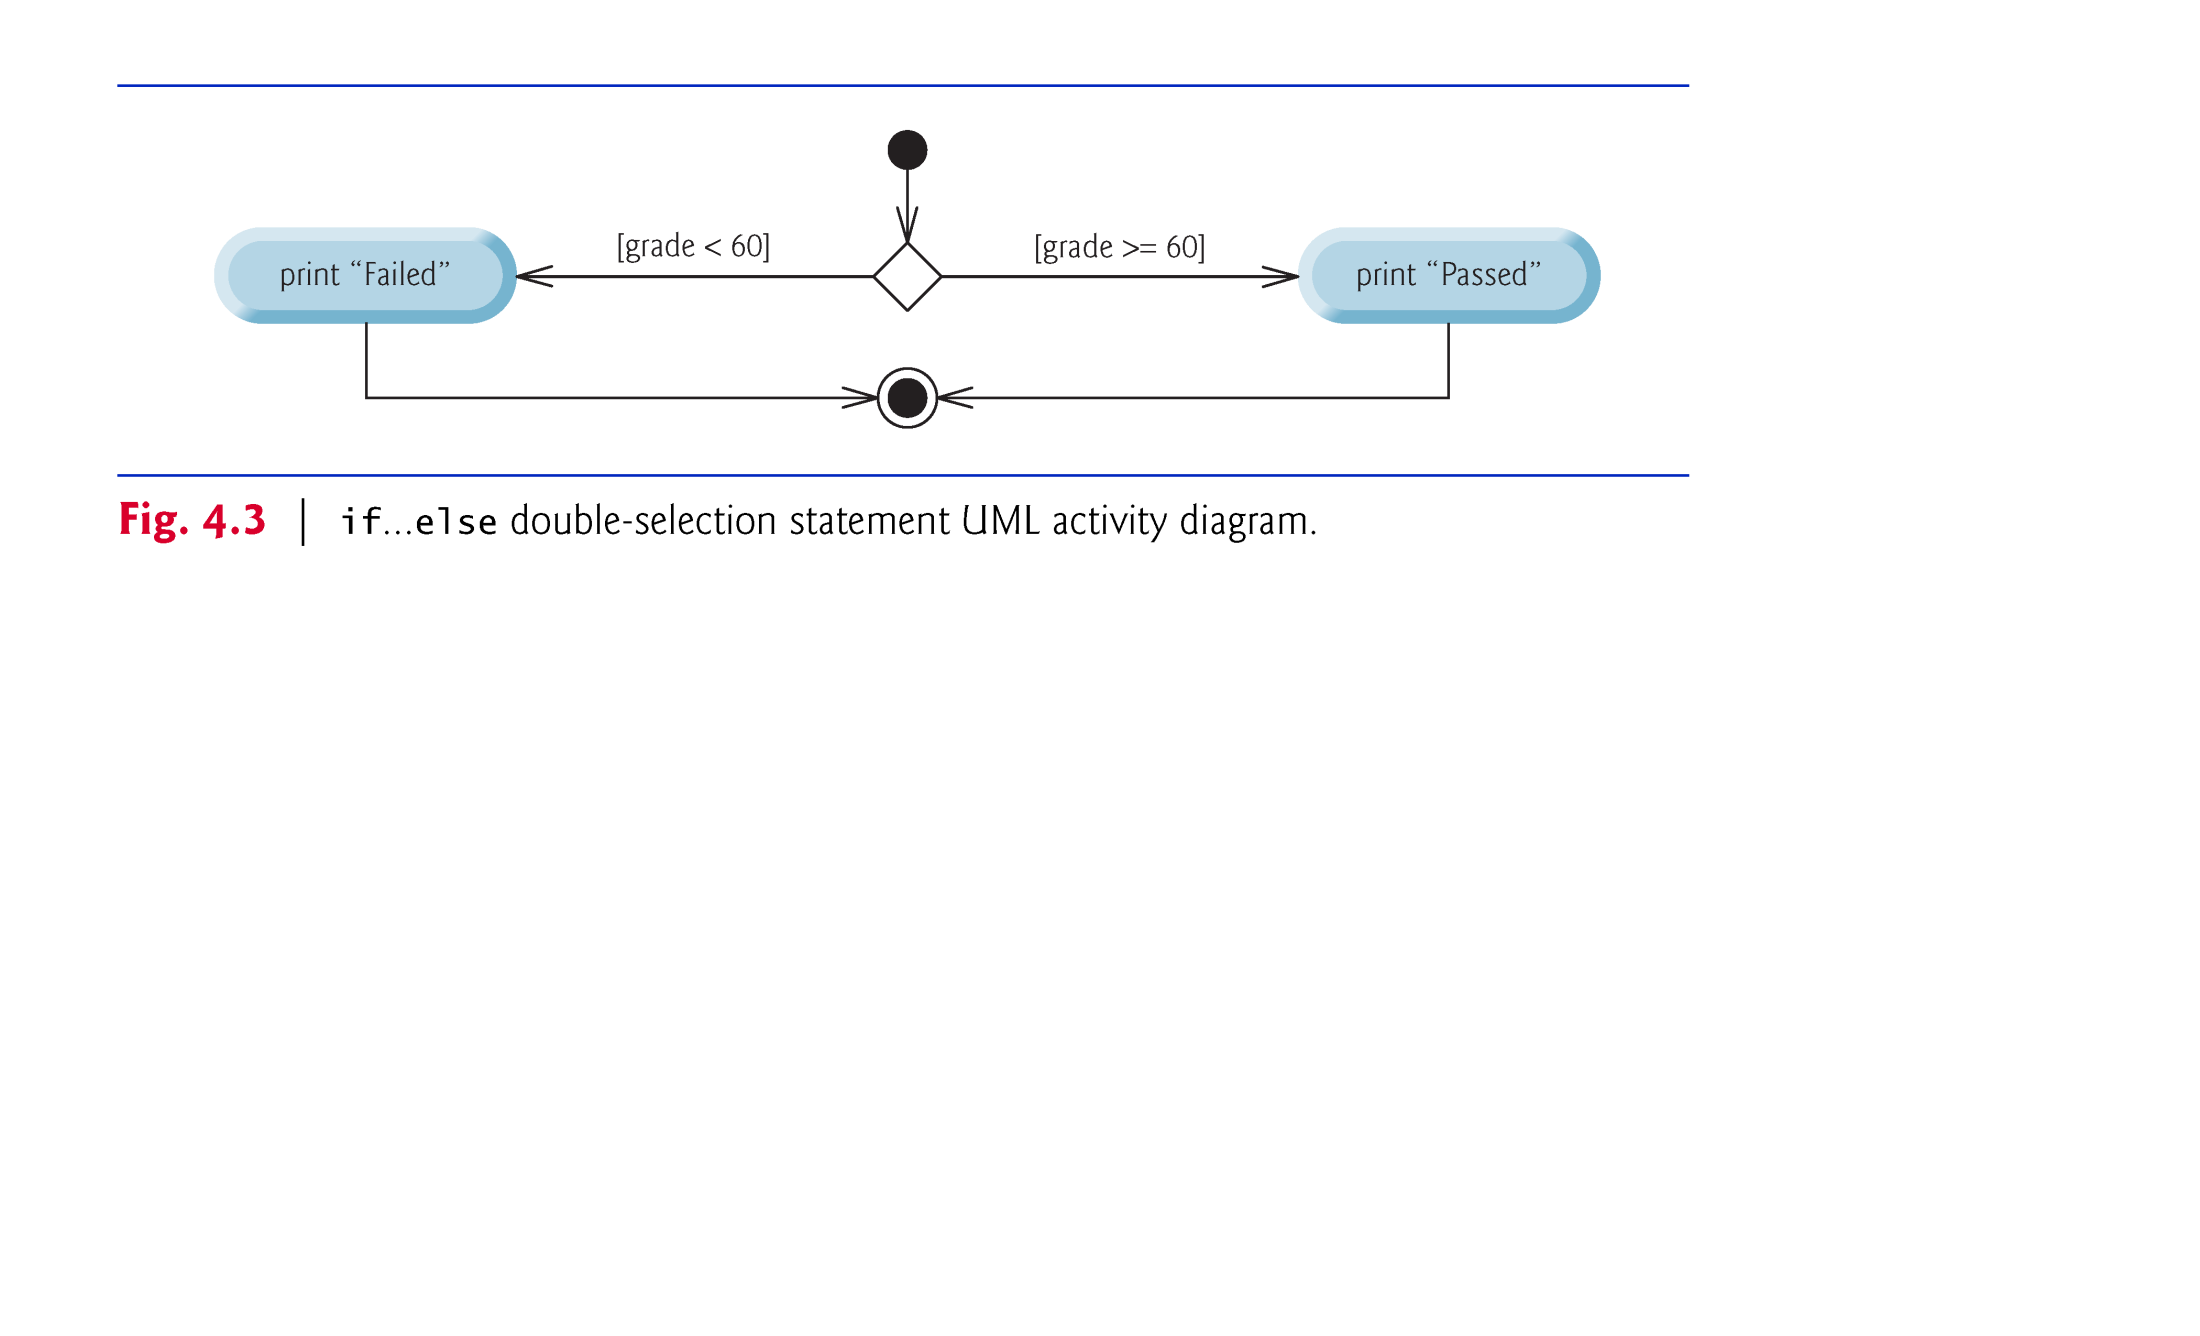 [grade < 60]
[grade >= 60]
print “Failed”
print “Passed”
Fig. 4.3 | if...else double-selection statement UML activity diagram.